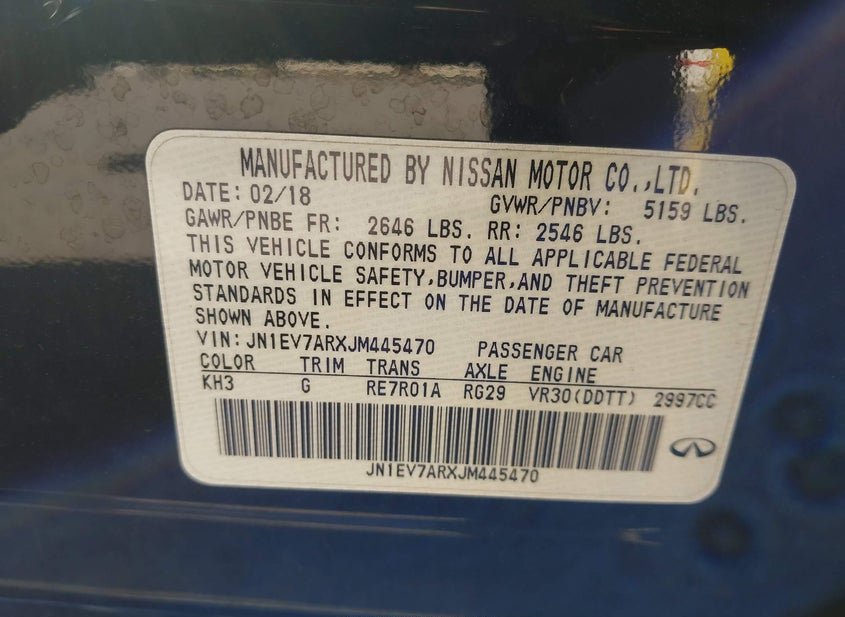 MANUFACTURED BY NISSAN MOTOR CO.,LTD.
DATE: 02/18 GVWR/PNBV: 5159 LBS.
GAWR/PNBE FR: 2646 LBS. RR: 2546 LBS.
THIS VEHICLE CONFORMS TO ALL APPLICABLE FEDERAL
MOTOR VEHICLE SAFETY,BUMPER,AND THEFT PREVENTION
STANDARDS IN EFFECT ON THE DATE OF MANUFACTURE
SHOWN ABOVE.
VIN: JN1EV7ARXJM445470 PASSENGER CAR
COLOR TRIM TRANS AXLE ENGINE
KH3 G RE7R01A RG29 VR30(DDTT) 2997CC
JN1EV7ARXJM445470